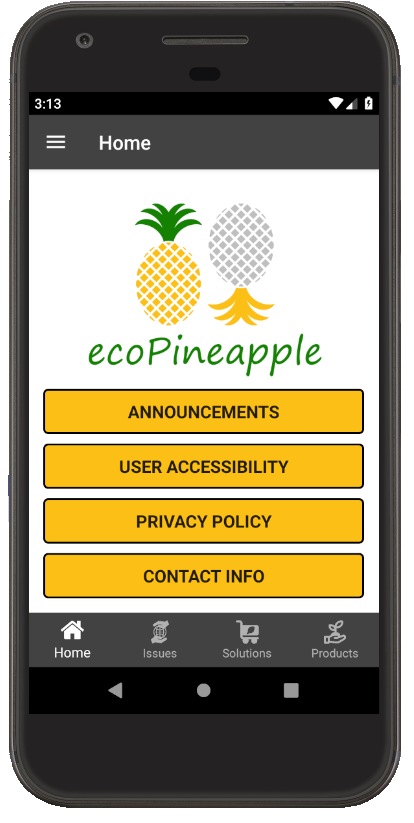 3:13
Home
ecoPineapple
ANNOUNCEMENTS
USER ACCESSIBILITY
PRIVACY POLICY
CONTACT INFO
Home Issues Solutions Products